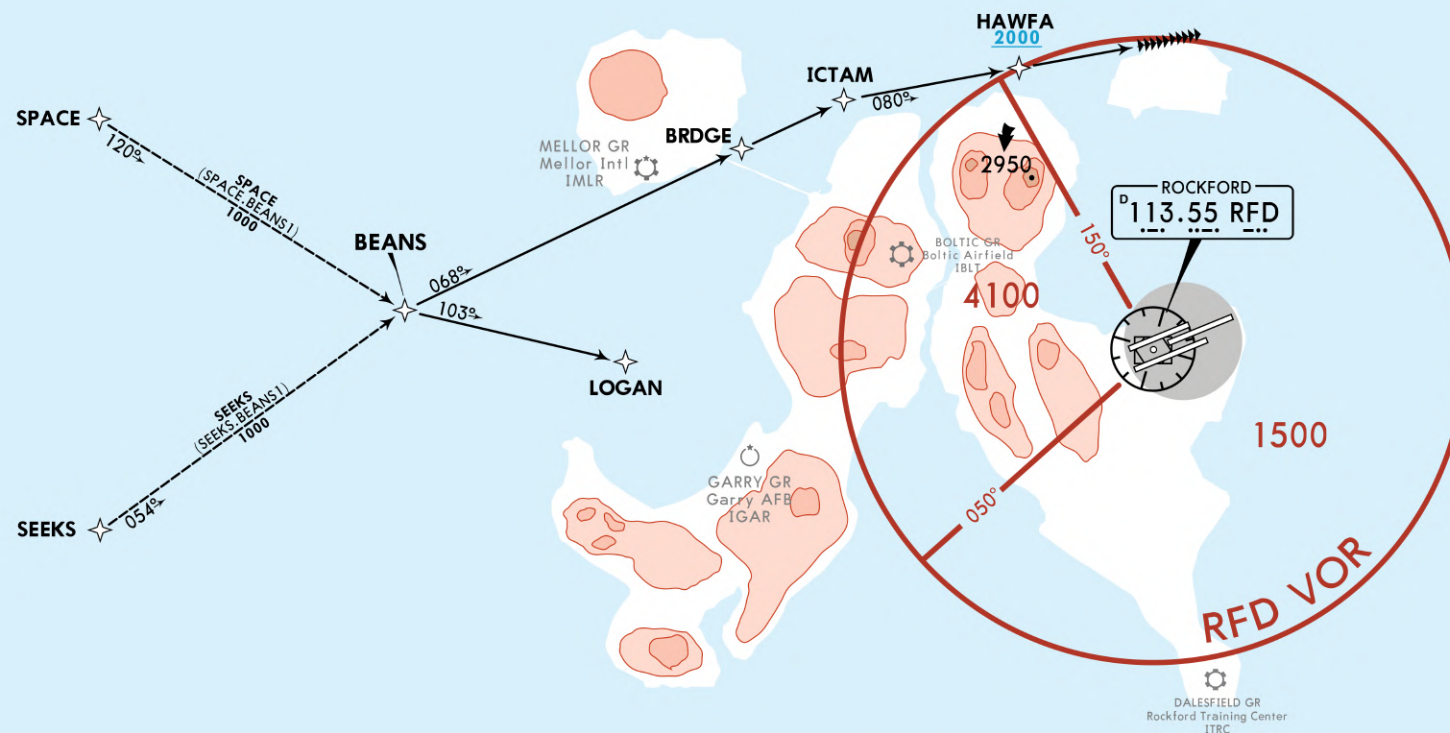 HAWFA
2000
ICTAM
080°
SPACE
120°
SPACE
(SPACE.BEANS1)
1000
BRDGE
MELLOR GR
Mellor Intl
IMLR
2950
ROCKFORD
D 113.55 RFD
150°
BEANS
BOLTIC GR
Boltic Airfield
IBLT
068°
4100
103°
LOGAN
SEEKS
(SEEKS.BEANS1)
1000
1500
GARRY GR
Garry AFB
IGAR
050°
SEEKS
054°
RFD VOR
DALESFIELD GR
Rockford Training Center
ITRC